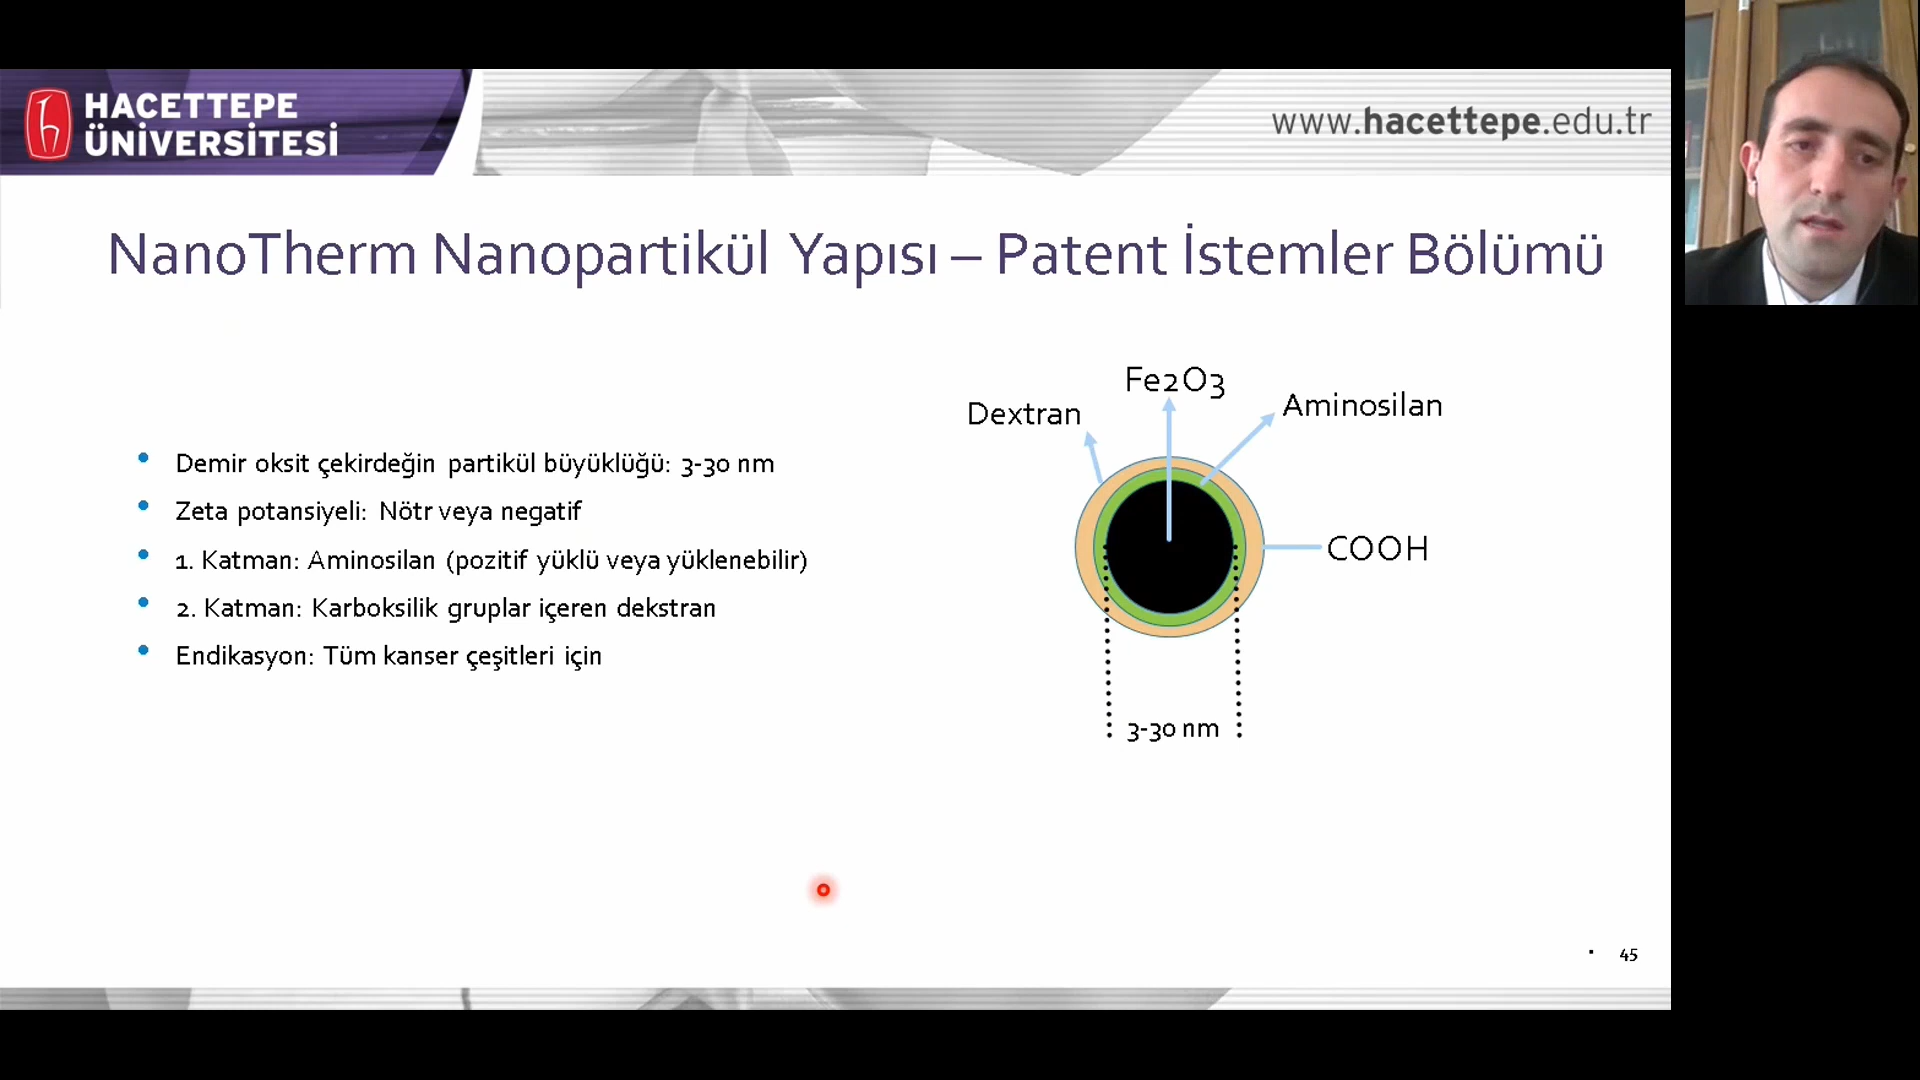 HACETTEPE
ÜNİVERSİTESİ
www.hacettepe.edu.tr
NanoTherm Nanopartikül Yapısı – Patent İstemler Bölümü
• Demir oksit çekirdeğin partikül büyüklüğü: 3-30 nm
• Zeta potansiyeli: Nötr veya negatif
• 1. Katman: Aminosilan (pozitif yüklü veya yüklenebilir)
• 2. Katman: Karboksilik gruplar içeren dekstran
• Endikasyon: Tüm kanser çeşitleri için
Fe2O3
Dextran
Aminosilan
COOH
3-30 nm
• 45